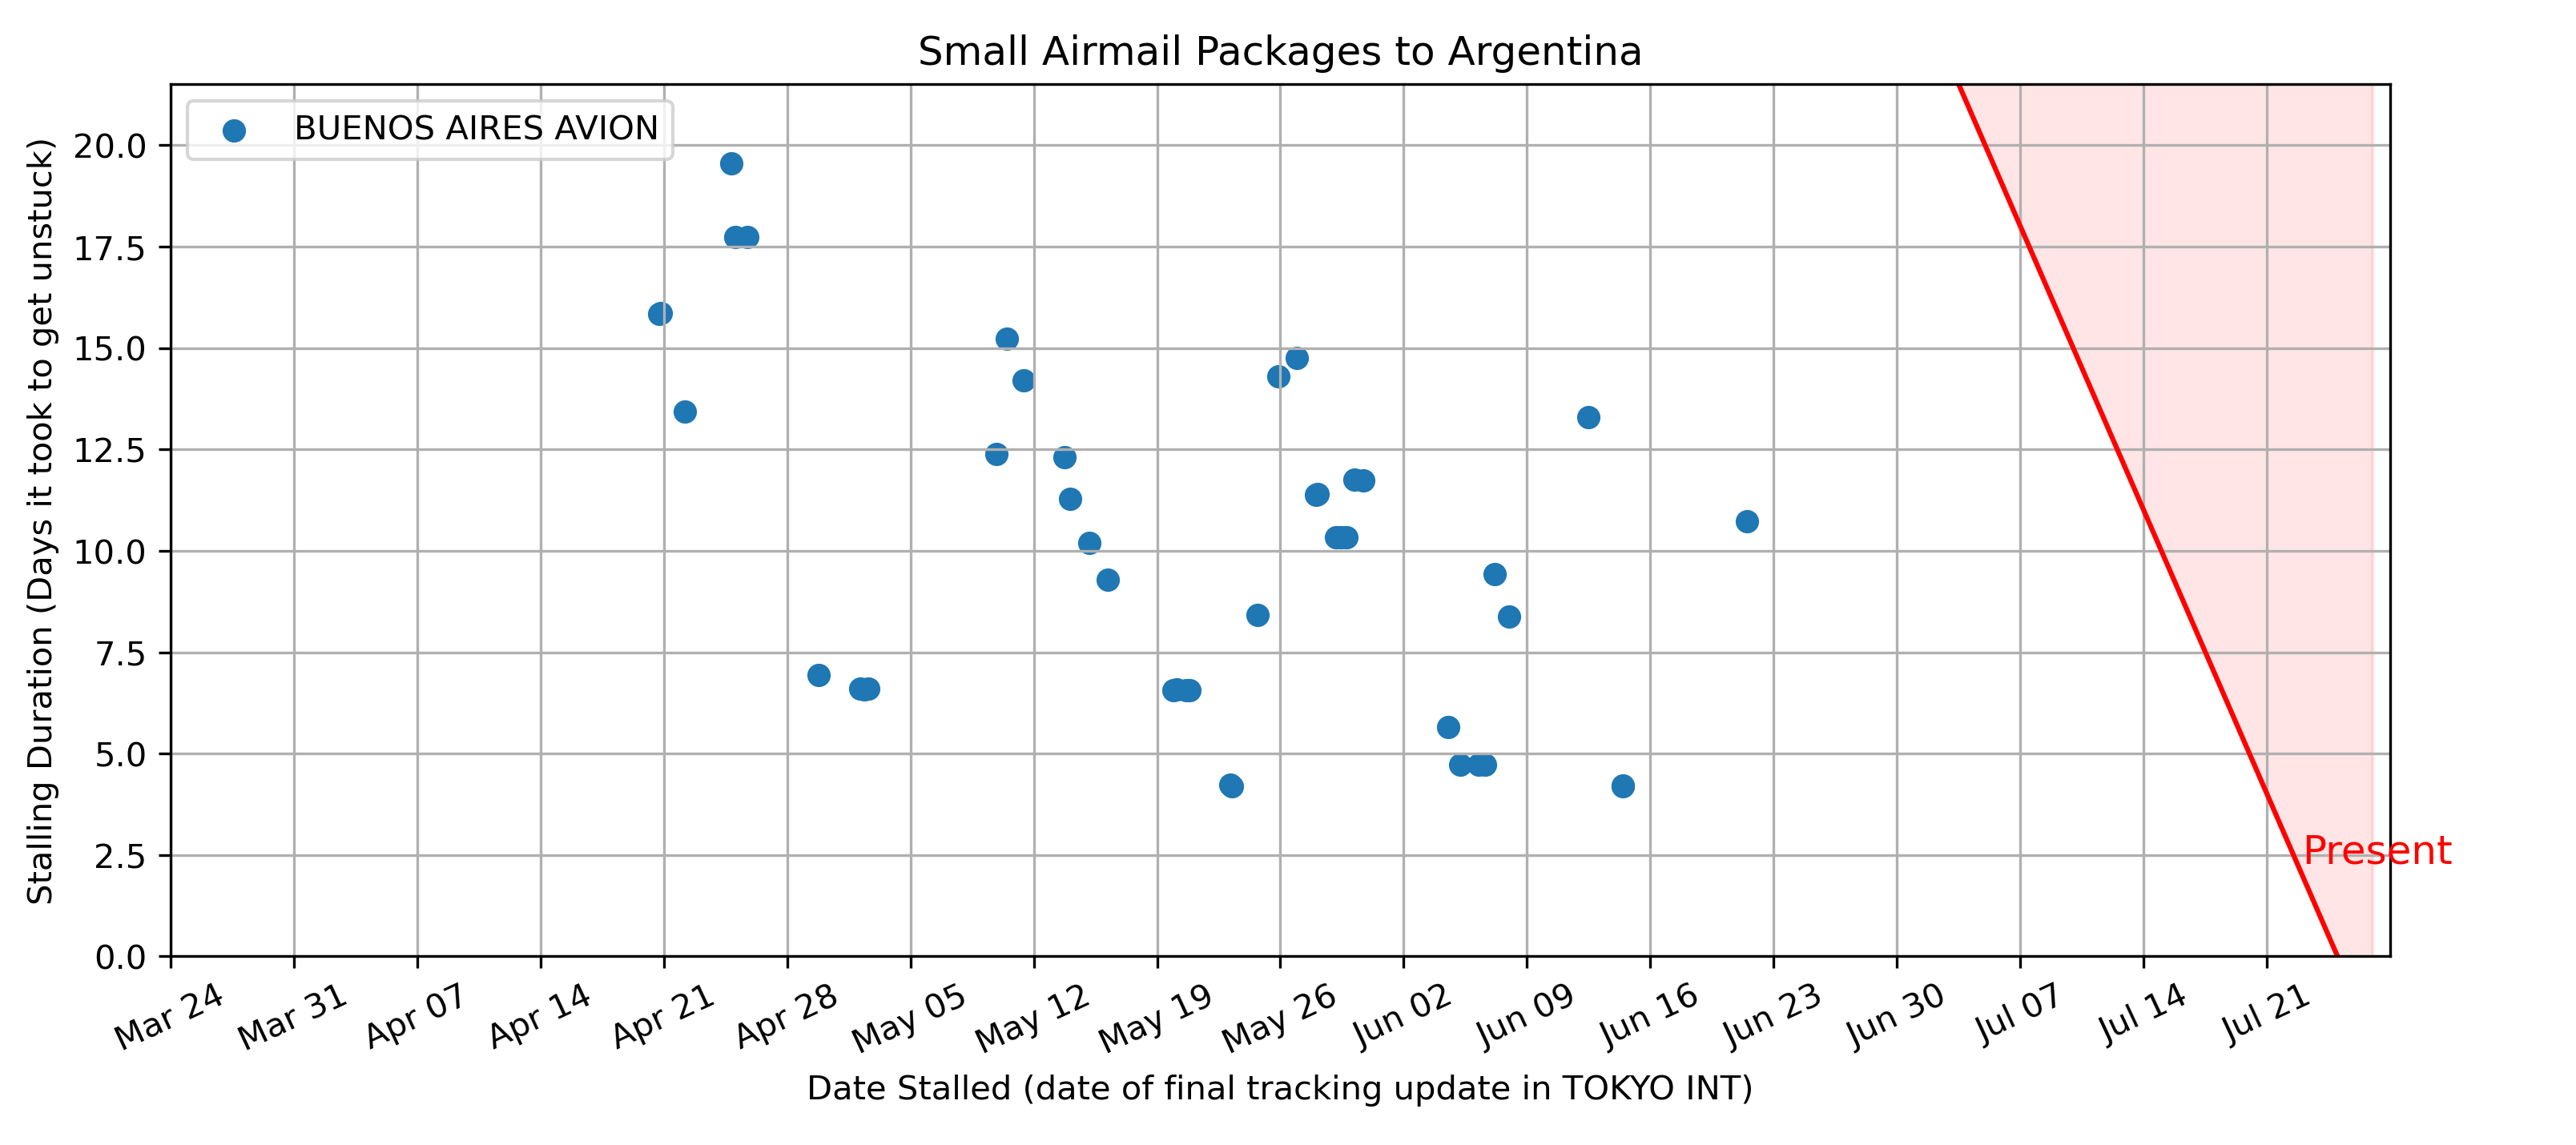 Small Airmail Packages to Argentina
BUENOS AIRES AVION
Stalling Duration (Days it took to get unstuck)
20.0
17.5
15.0
12.5
10.0
7.5
5.0
2.5
0.0
Present
Mar 24 Mar 31 Apr 07 Apr 14 Apr 21 Apr 28 May 05 May 12 May 19 May 26 Jun 02 Jun 09 Jun 16 Jun 23 Jun 30 Jul 07 Jul 14 Jul 21
Date Stalled (date of final tracking update in TOKYO INT)